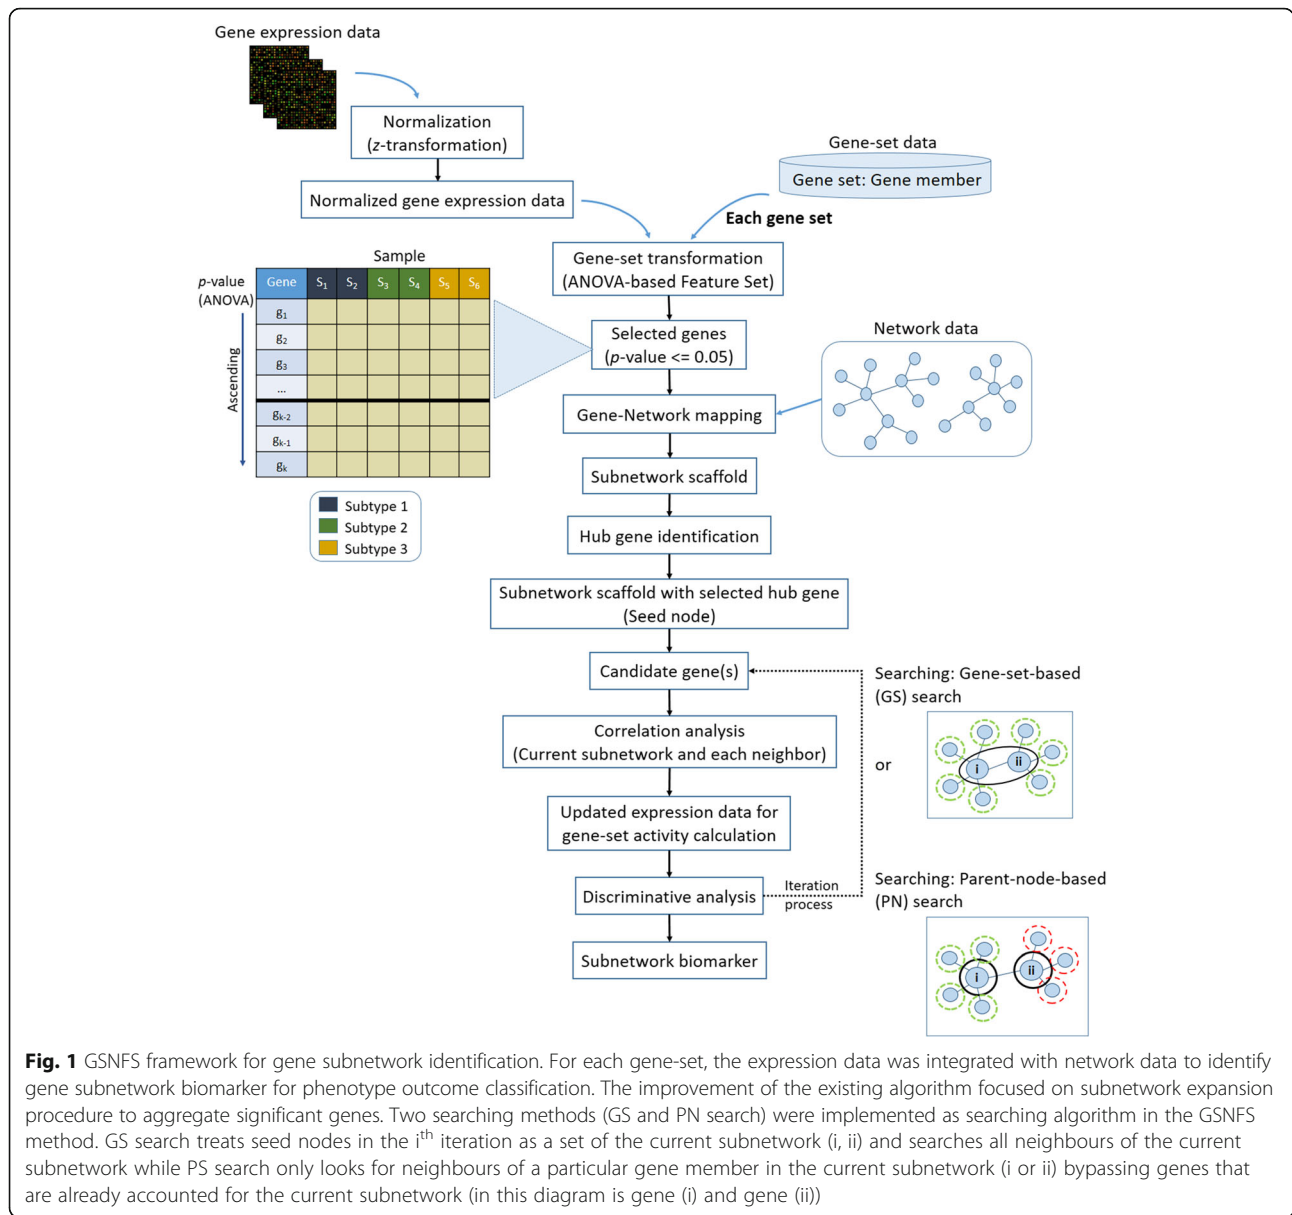 Gene expression data
Normalization
(z-transformation)
Gene-set data
Gene set: Gene member
Normalized gene expression data
Each gene set
Gene-set transformation
(ANOVA-based Feature Set)
Sample
p-value
(ANOVA)
Gene S1 S2 S3 S4 S5 S6
g1
g2
g3
...
gk-2
gk-1
gk
Ascending
Subtype 1
Subtype 2
Subtype 3
Selected genes
(p-value <= 0.05)
Network data
Gene-Network mapping
Subnetwork scaffold
Hub gene identification
Subnetwork scaffold with selected hub gene
(Seed node)
Candidate gene(s)
Searching: Gene-set-based
(GS) search
i ii
Correlation analysis
(Current subnetwork and each neighbor)
or
Updated expression data for
gene-set activity calculation
Discriminative analysis
Iteration
process
Searching: Parent-node-based
(PN) search
i ii
Subnetwork biomarker
Fig. 1 GSNFS framework for gene subnetwork identification. For each gene-set, the expression data was integrated with network data to identify
gene subnetwork biomarker for phenotype outcome classification. The improvement of the existing algorithm focused on subnetwork expansion
procedure to aggregate significant genes. Two searching methods (GS and PN search) were implemented as searching algorithm in the GSNFS
method. GS search treats seed nodes in the ith iteration as a set of the current subnetwork (i, ii) and searches all neighbours of the current
subnetwork while PS search only looks for neighbours of a particular gene member in the current subnetwork (i or ii) bypassing genes that
are already accounted for the current subnetwork (in this diagram is gene (i) and gene (ii))